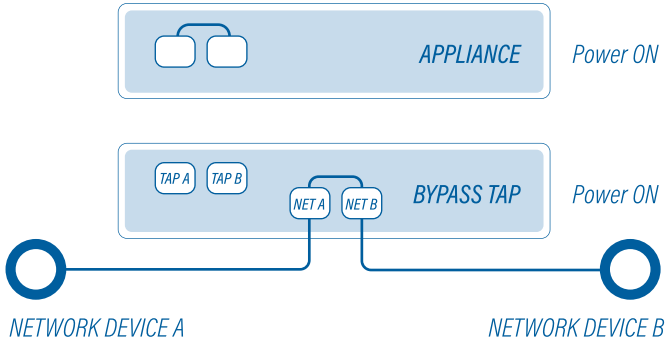 APPLIANCE
Power ON
TAP A
TAP B
NET A
NET B
BYPASS TAP
Power ON
NETWORK DEVICE A
NETWORK DEVICE B